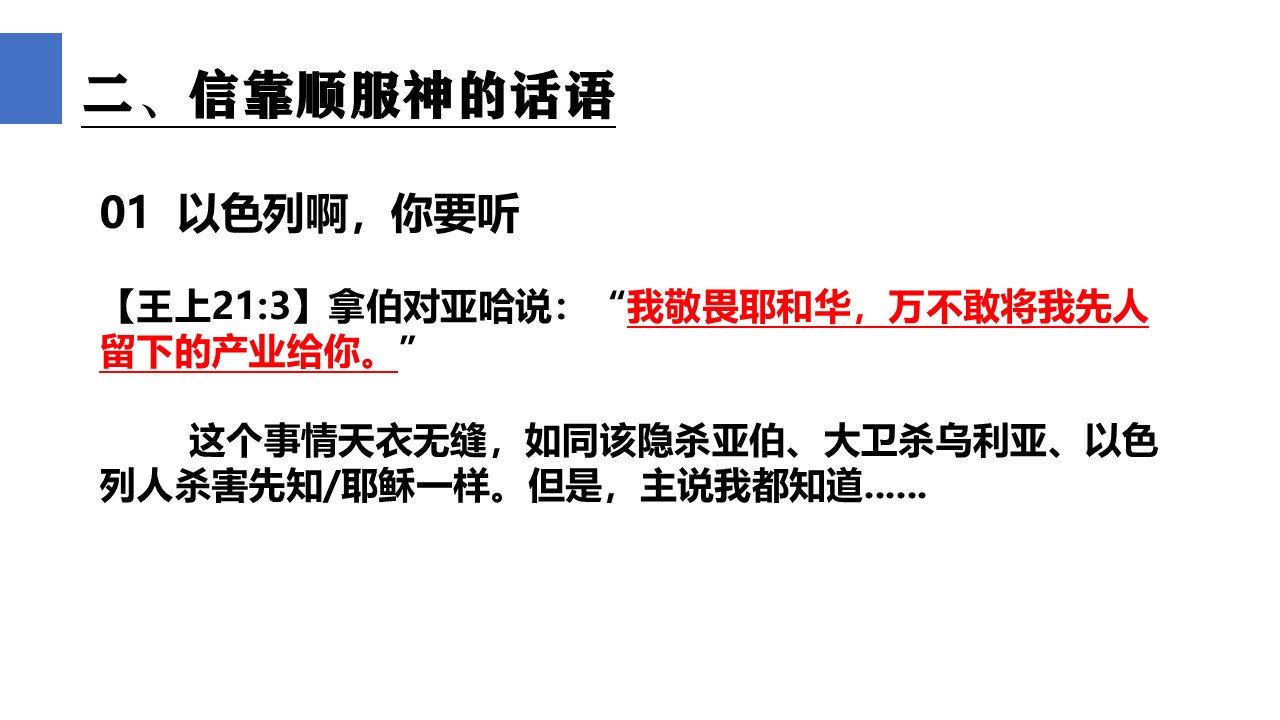 二、信靠顺服神的话语
01 以色列啊，你要听
【王上21:3】拿伯对亚哈说：“我敬畏耶和华，万不敢将我先人
留下的产业给你。”
这个事情天衣无缝，如同该隐杀亚伯、大卫杀乌利亚、以色
列人杀害先知/耶稣一样。但是，主说我都知道……